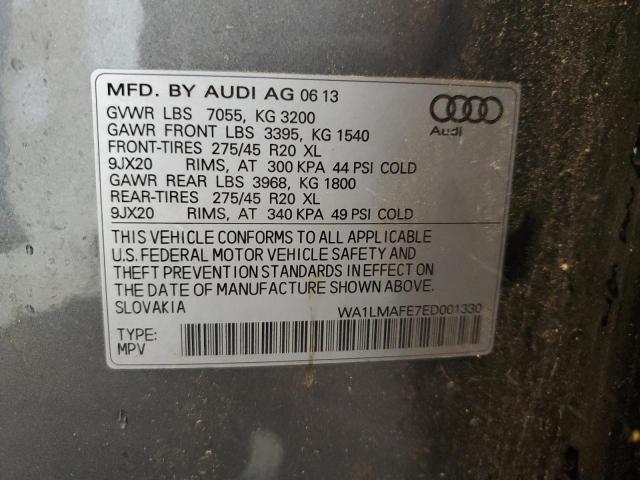 MFD. BY AUDI AG 06 13
GVWR LBS 7055, KG 3200
GAWR FRONT LBS 3395, KG 1540
FRONT-TIRES 275/45 R20 XL
9JX20 RIMS, AT 300 KPA 44 PSI COLD
GAWR REAR LBS 3968, KG 1800
REAR-TIRES 275/45 R20 XL
9JX20 RIMS, AT 340 KPA 49 PSI COLD
Audi
THIS VEHICLE CONFORMS TO ALL APPLICABLE
U.S. FEDERAL MOTOR VEHICLE SAFETY AND
THEFT PREVENTION STANDARDS IN EFFECT ON
THE DATE OF MANUFACTURE SHOWN ABOVE.
SLOVAKIA WA1LMAFE7ED001330
TYPE:
MPV